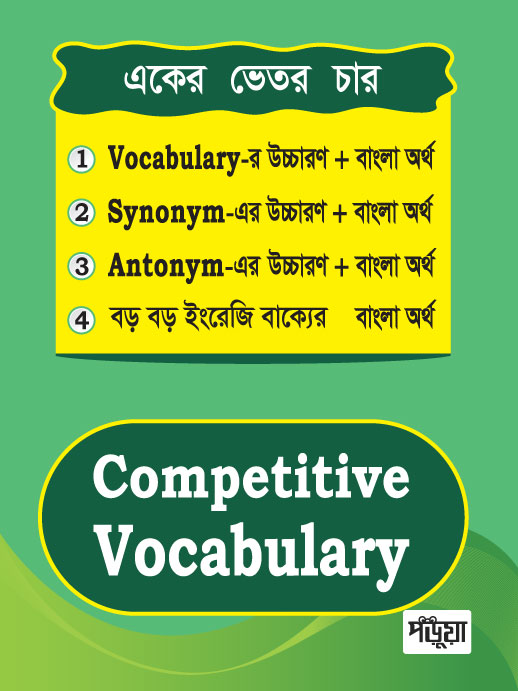 একের ভেতর চার
1 Vocabulary-র উচ্চারণ + বাংলা অর্থ
2 Synonym-এর উচ্চারণ + বাংলা অর্থ
3 Antonym-এর উচ্চারণ + বাংলা অর্থ
4 বড় বড় ইংরেজি বাক্যের বাংলা অর্থ
Competitive
Vocabulary
পড়ুয়া